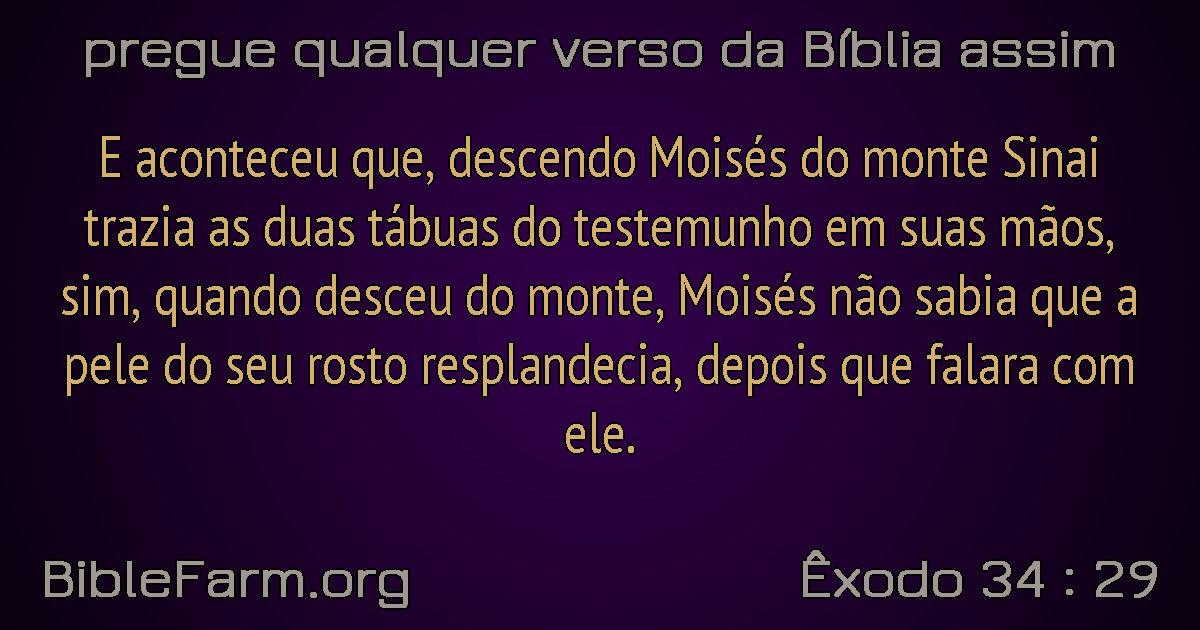 pregue qualquer verso da Bíblia assim
E aconteceu que, descendo Moisés do monte Sinai
trazia as duas tábuas do testemunho em suas mãos,
sim, quando desceu do monte, Moisés não sabia que a
pele do seu rosto resplandecia, depois que falara com
ele.
BibleFarm.org
Êxodo 34 : 29